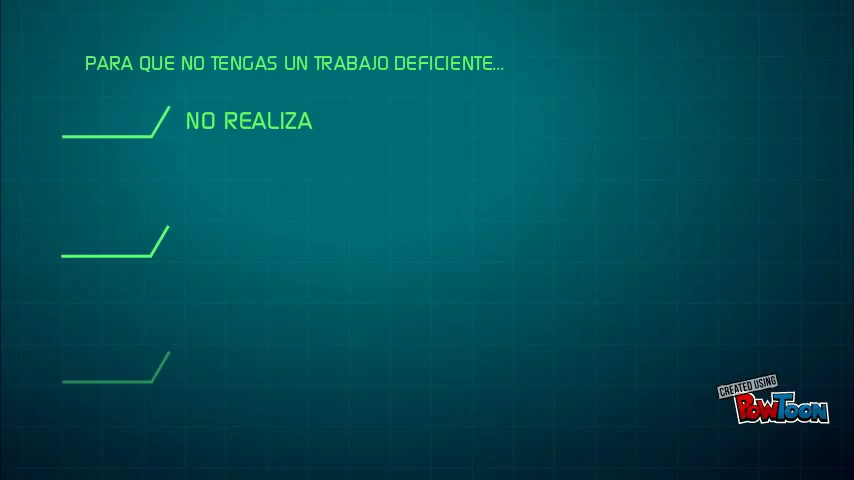 PARA QUE NO TENGAS UN TRABAJO DEFICIENTE...
NO REALIZA
CREATED USING
POWTOON